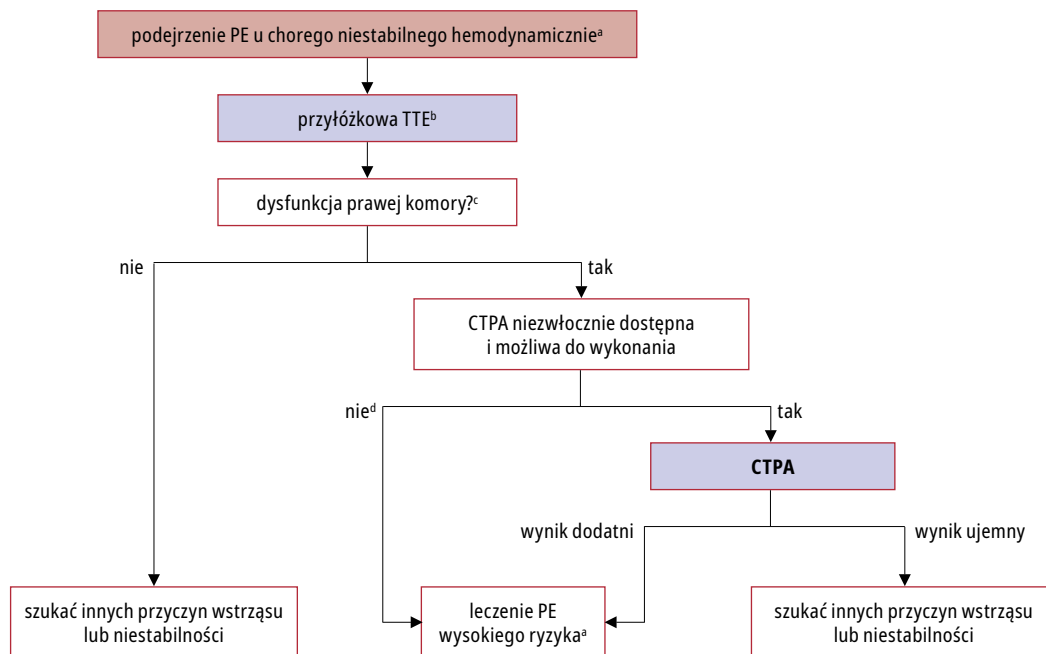 podejrzenie PE u chorego niestabilnego hemodynamicznieᵃ
przyłóżkowa TTEᵇ
dysfunkcja prawej komory?ᶜ
nie
tak
CTPA niezwłocznie dostępna
i możliwa do wykonania
nieᵈ
tak
CTPA
wynik dodatni
wynik ujemny
szukać innych przyczyn wstrząsu
lub niestabilności
leczenie PE
wysokiego ryzykaᵃ
szukać innych przyczyn wstrząsu
lub niestabilności